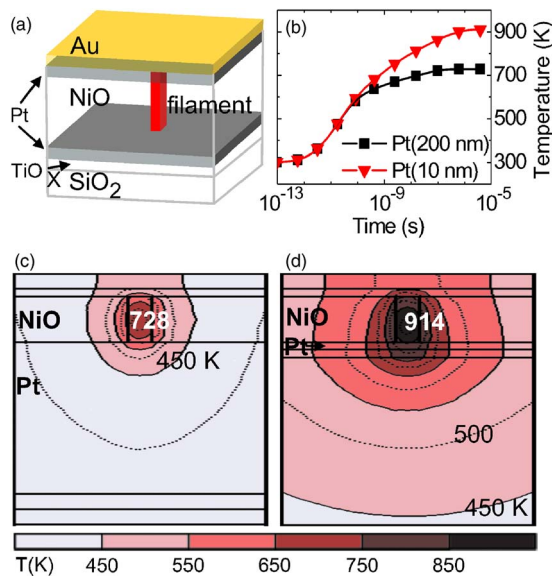 (a)
Au
Pt
NiO
filament
TiOX
SiO2
(b)
Temperature (K)
900
700
500
300
Pt(200 nm)
Pt(10 nm)
10-13
10-9
10-5
Time (s)
(c)
NiO
728
450 K
Pt
(d)
NiO
914
Pt
500
450 K
T(K)
450
550
650
750
850